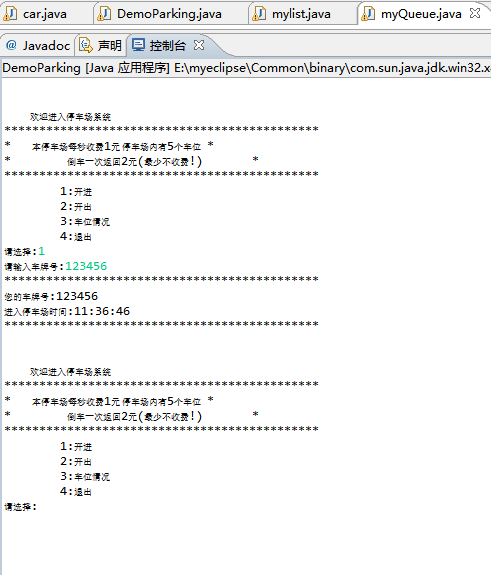 car.java DemoParking.java mylist.java myQueue.java
@ Javadoc 声明 控制台
DemoParking [Java 应用程序] E:\myeclipse\Common\binary\com.sun.java.jdk.win32.x
欢迎进入停车场系统
*********************************************
* 本停车场每秒收费1元 停车场内有5个车位 *
* 倒车一次返回2元(最少不收费!) *
*********************************************
1:开进
2:开出
3:车位情况
4:退出
请选择:1
请输入车牌号:123456
*********************************************
您的车牌号:123456
进入停车场时间:11:36:46
*********************************************
欢迎进入停车场系统
*********************************************
* 本停车场每秒收费1元 停车场内有5个车位 *
* 倒车一次返回2元(最少不收费!) *
*********************************************
1:开进
2:开出
3:车位情况
4:退出
请选择: